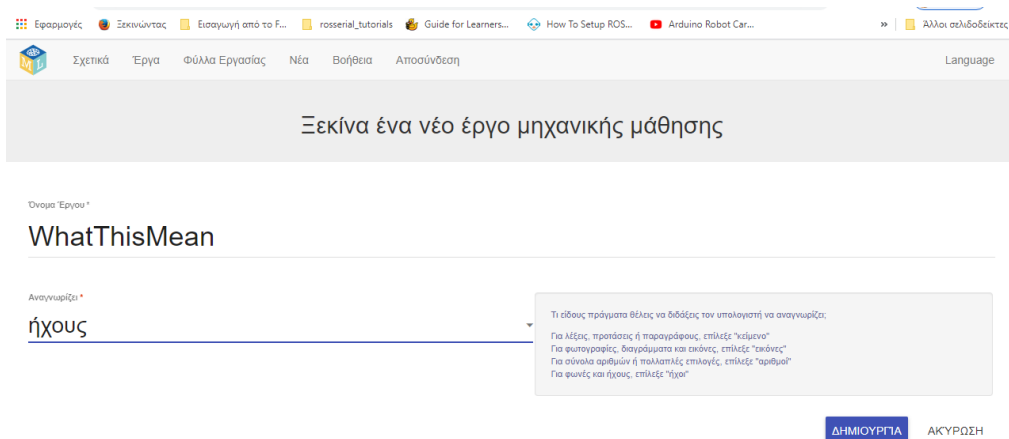 Εφαρμογές Ξεκινώντας Εισαγωγή από το F... rosserial_tutorials Guide for Learners... How To Setup ROS... Arduino Robot Car... » Άλλοι σελιδοδείκτες
Σχετικά Έργα Φύλλα Εργασίας Νέα Βοήθεια Αποσύνδεση Language
Ξεκίνα ένα νέο έργο μηχανικής μάθησης
Όνομα Έργου *
WhatThisMean
Αναγνωρίζει *
ήχους
Τι είδους πράγματα θέλεις να διδάξεις τον υπολογιστή να αναγνωρίζει;
Για λέξεις, προτάσεις ή παραγράφους, επίλεξε "κείμενο"
Για φωτογραφίες, διαγράμματα και εικόνες, επίλεξε "εικόνες"
Για σύνολα αριθμών ή πολλαπλές επιλογές, επίλεξε "αριθμοί"
Για φωνές και ήχους, επίλεξε "ήχοι"
ΔΗΜΙΟΥΡΓΊΑ ΑΚΎΡΩΣΗ